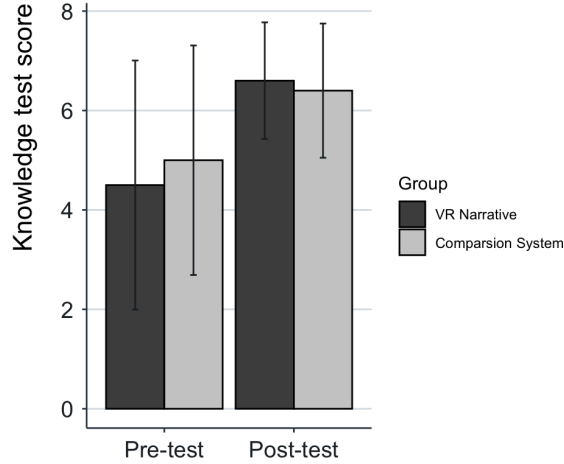 Knowledge test score
8
6
4
2
0
Pre-test
Post-test
Group
VR Narrative
Comparsion System